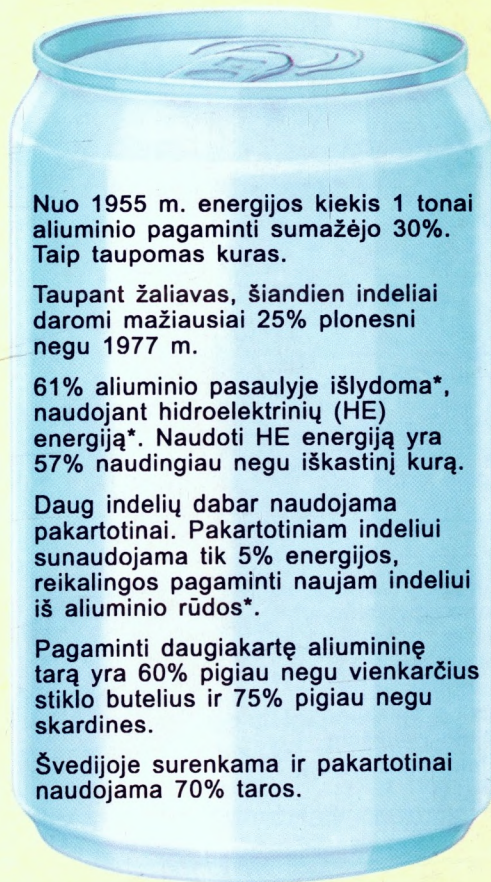 Nuo 1955 m. energijos kiekis 1 tonai
aliuminio pagaminti sumažėjo 30%.
Taip taupomas kuras.
Taupant žaliavas, šiandien indeliai
daromi mažiausiai 25% plonesni
negu 1977 m.
61% aliuminio pasaulyje išlydoma*,
naudojant hidroelektrinių (HE)
energiją*. Naudoti HE energiją yra
57% naudingiau negu iškastinį kurą.
Daug indelių dabar naudojama
pakartotinai. Pakartotiniam indeliui
sunaudojama tik 5% energijos,
reikalingos pagaminti naujam indeliui
iš aliuminio rūdos*.
Pagaminti daugiakartę aliumininę
tarą yra 60% pigiau negu vienkarčius
stiklo butelius ir 75% pigiau negu
skardines.
Švedijoje surenkama ir pakartotinai
naudojama 70% taros.